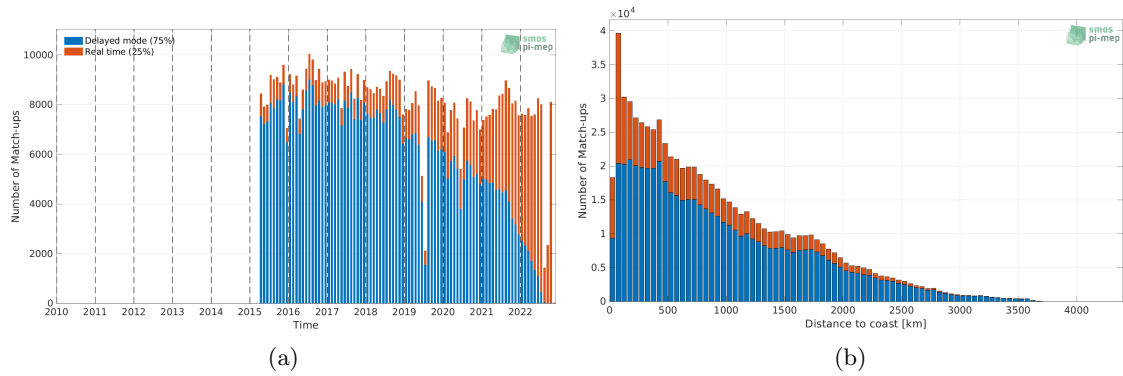 Delayed mode (75%)
Real time (25%)
smos
pi-mep
10000
8000
6000
4000
2000
0
Number of Match-ups
2010 2011 2012 2013 2014 2015 2016 2017 2018 2019 2020 2021 2022
Time
(a)
×10⁴
smos
pi-mep
4
3.5
3
2.5
2
1.5
1
0.5
0
Number of Match-ups
0 500 1000 1500 2000 2500 3000 3500 4000
Distance to coast [km]
(b)